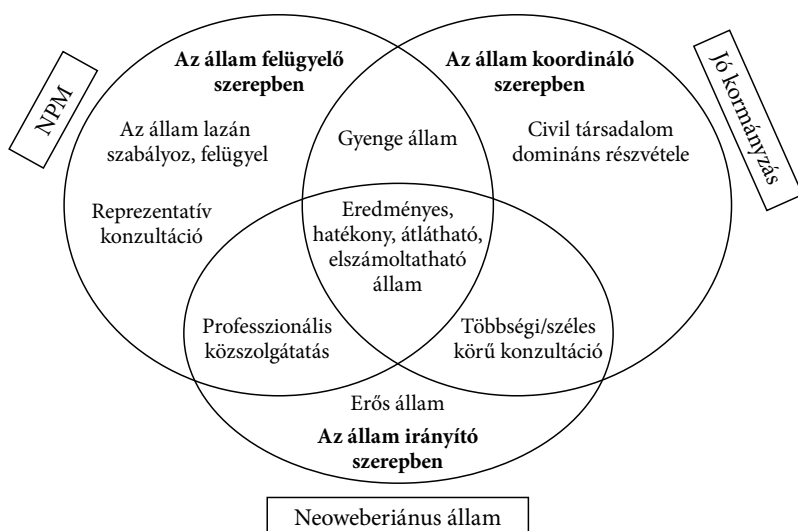 Az állam felügyelő
szerepben
Az állam koordináló
szerepben
NPM
Jó kormányzás
Az állam lazán
szabályoz, felügyel
Gyenge állam
Civil társadalom
domináns részvétele
Reprezentatív
konzultáció
Eredményes,
hatékony, átlátható,
elszámoltatható
állam
Professzionális
közszolgátatás
Többségi/széles
körű konzultáció
Erős állam
Az állam irányító
szerepben
Neoweberiánus állam